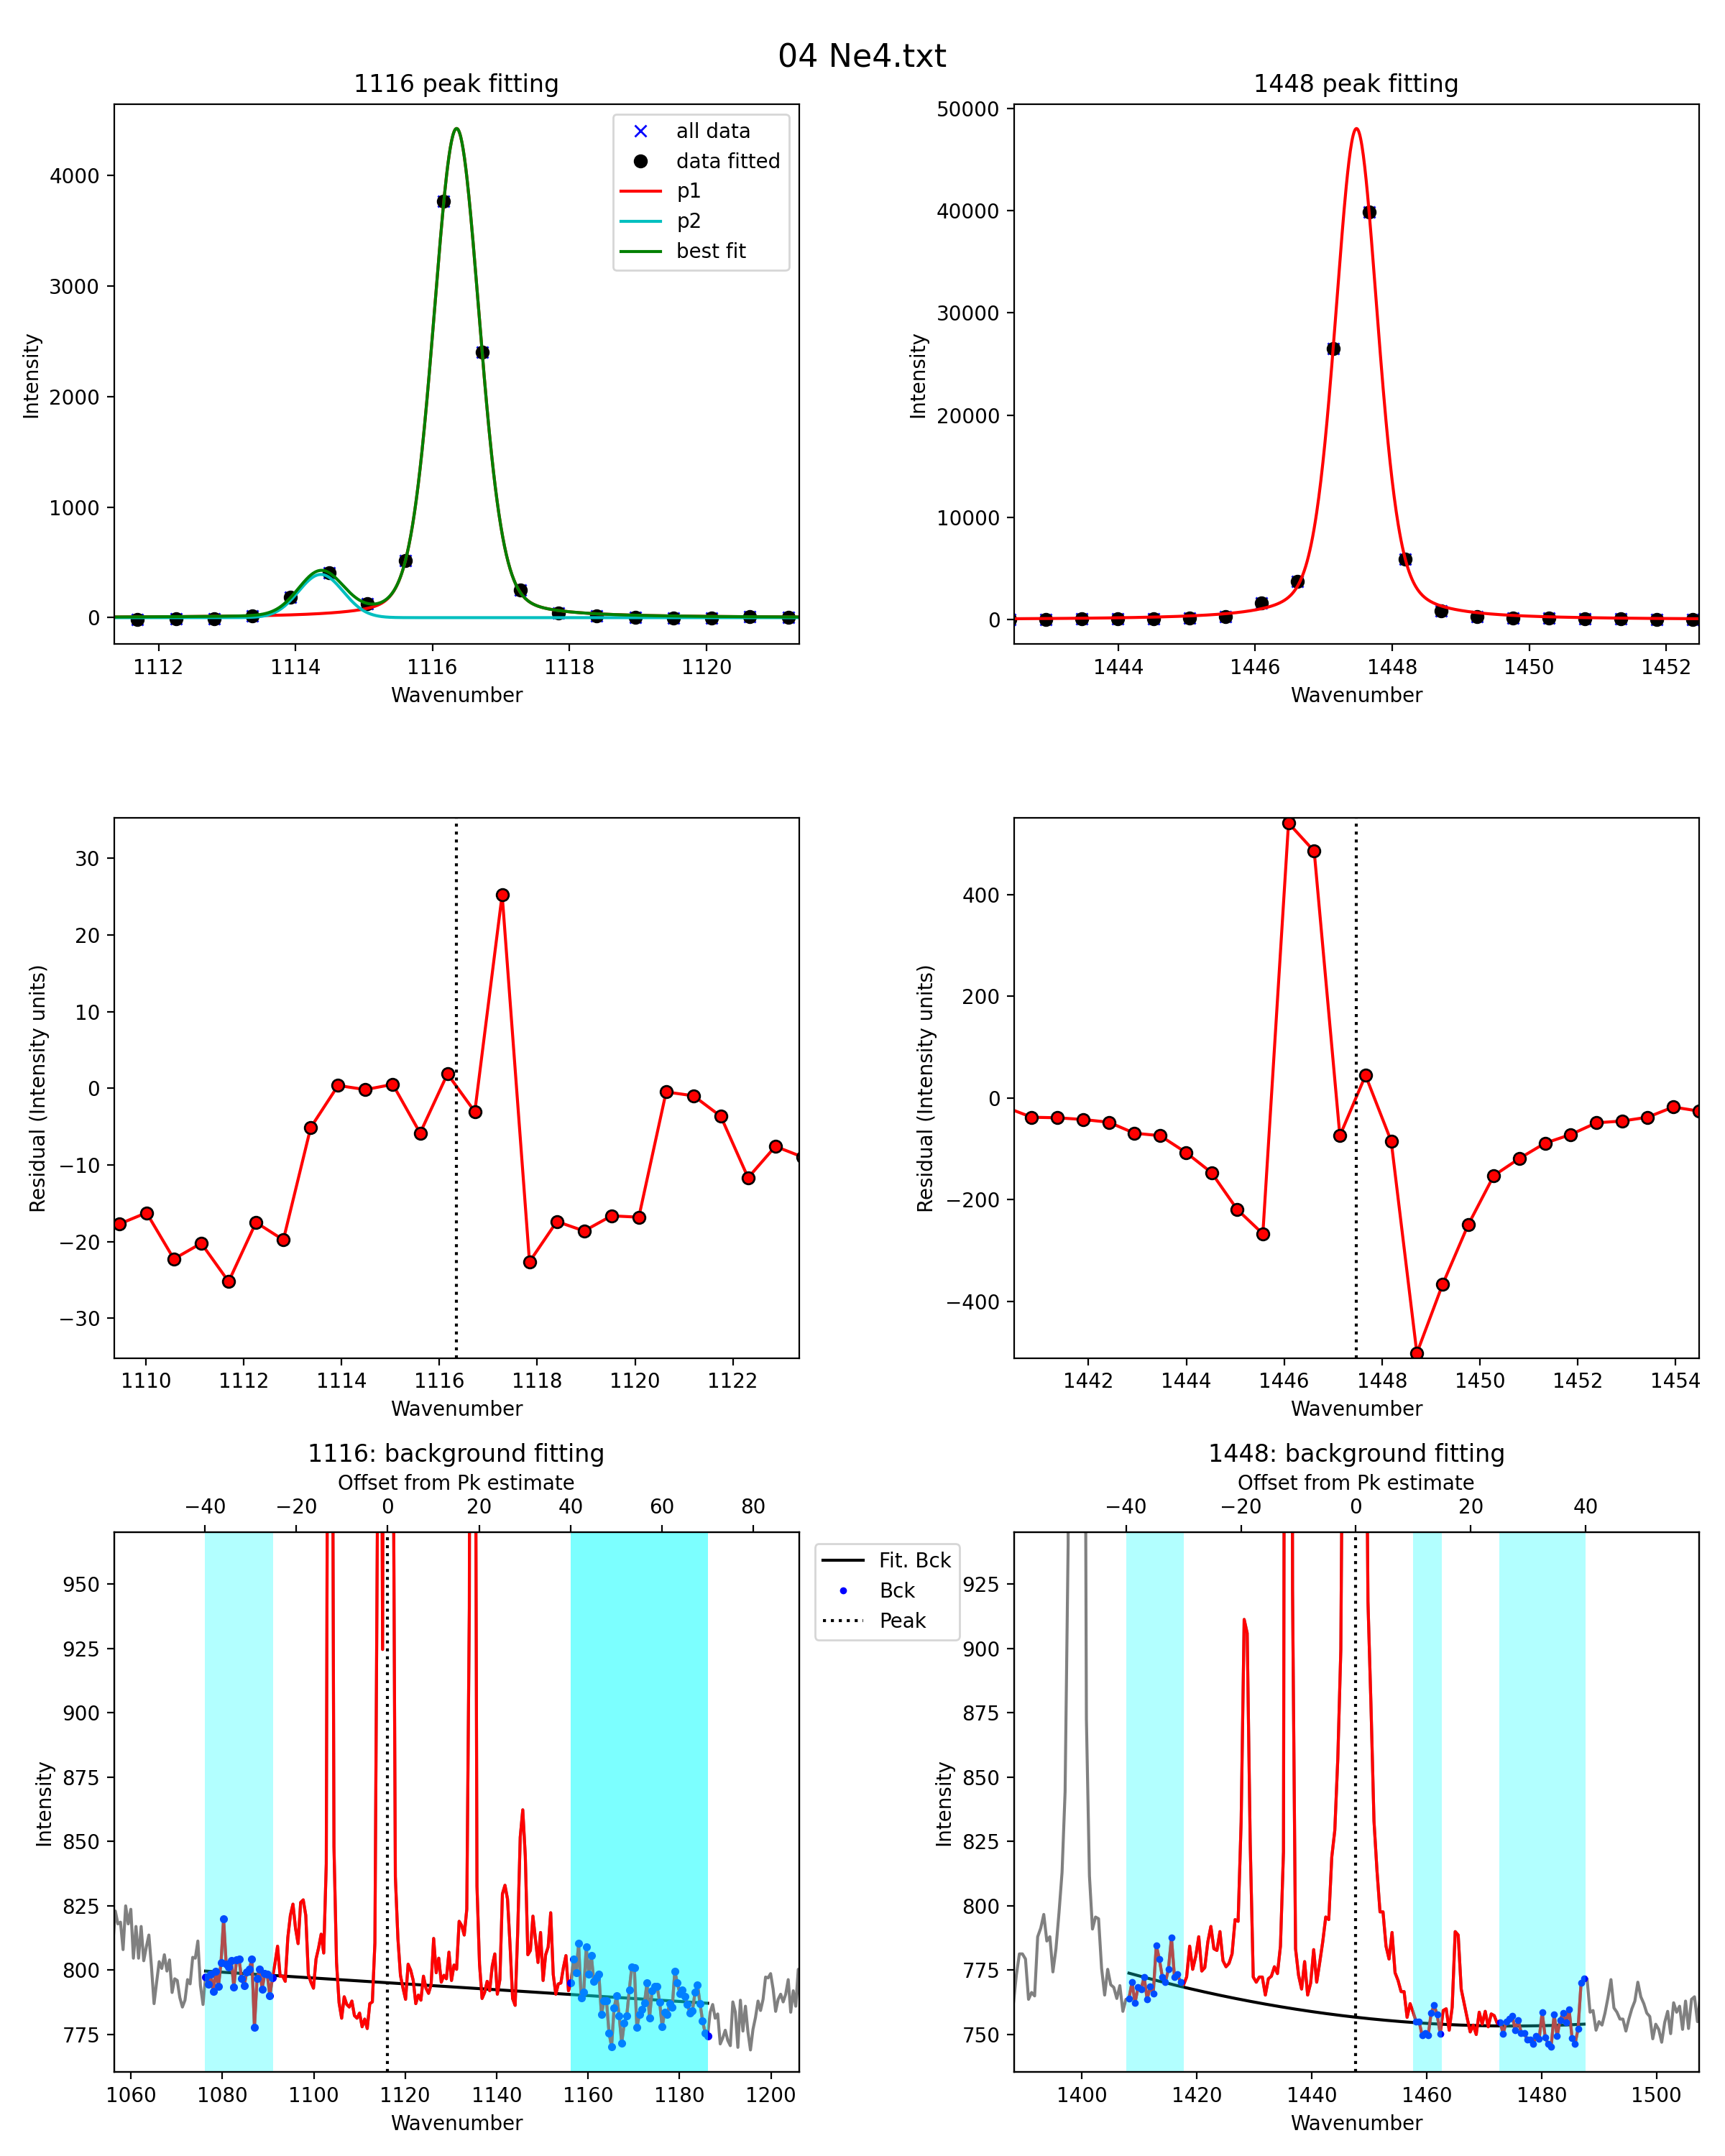 04 Ne4.txt
1116 peak fitting
all data
data fitted
p1
p2
best fit
4000
3000
2000
1000
0
Intensity
1112 1114 1116 1118 1120
Wavenumber
1448 peak fitting
50000
40000
30000
20000
10000
0
Intensity
1444 1446 1448 1450 1452
Wavenumber
30
20
10
0
−10
−20
−30
Residual (Intensity units)
1110 1112 1114 1116 1118 1120 1122
Wavenumber
400
200
0
−200
−400
Residual (Intensity units)
1442 1444 1446 1448 1450 1452 1454
Wavenumber
1116: background fitting
Offset from Pk estimate
−40 −20 0 20 40 60 80
950
925
900
875
850
825
800
775
Intensity
1060 1080 1100 1120 1140 1160 1180 1200
Wavenumber
Fit. Bck
Bck
Peak
1448: background fitting
Offset from Pk estimate
−40 −20 0 20 40
925
900
875
850
825
800
775
750
Intensity
1400 1420 1440 1460 1480 1500
Wavenumber